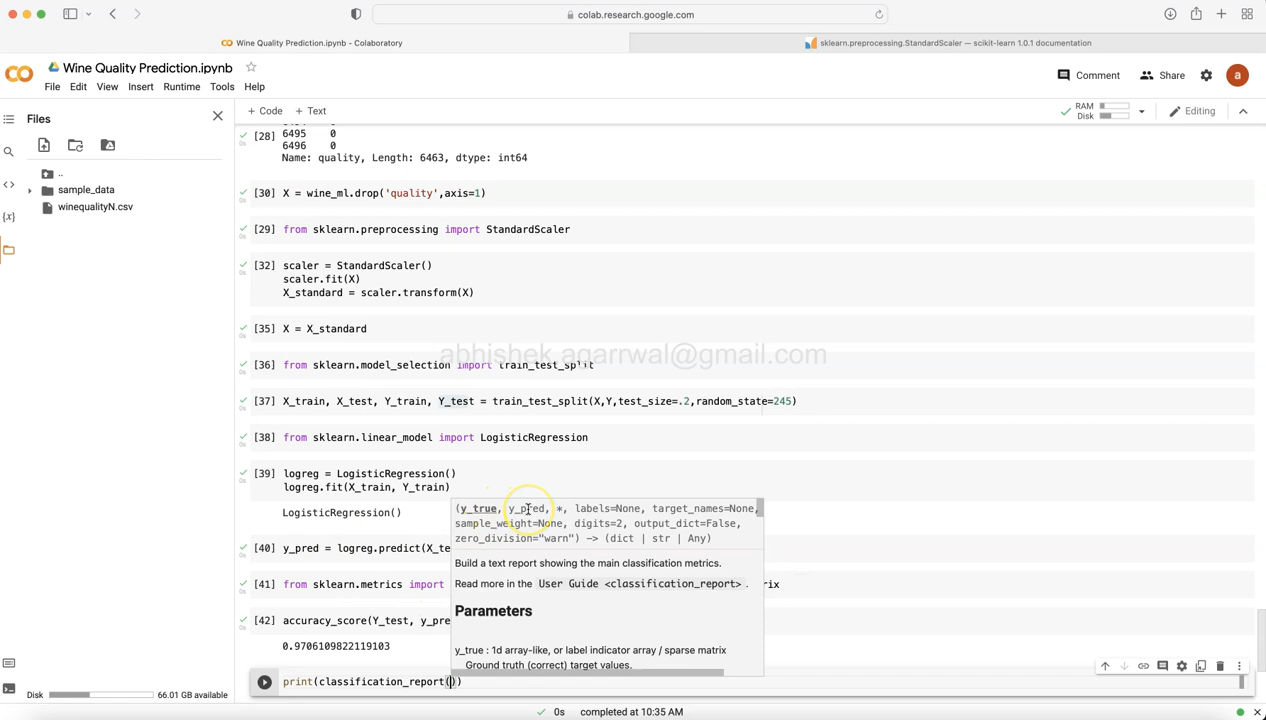 colab.research.google.com
Wine Quality Prediction.ipynb - Colaboratory
sklearn.preprocessing.StandardScaler — scikit-learn 1.0.1 documentation
Wine Quality Prediction.ipynb
File Edit View Insert Runtime Tools Help
Comment
Share
a
Files
+ Code + Text
RAM
Disk
Editing
..
sample_data
winequalityN.csv
[28]
6495 0
6496 0
Name: quality, Length: 6463, dtype: int64
[30] X = wine_ml.drop('quality',axis=1)
[29] from sklearn.preprocessing import StandardScaler
[32] scaler = StandardScaler()
scaler.fit(X)
X_standard = scaler.transform(X)
[35] X = X_standard
abhishek.agarrwal@gmail.com
[36] from sklearn.model_selection import train_test_split
[37] X_train, X_test, Y_train, Y_test = train_test_split(X,Y,test_size=.2,random_state=245)
[38] from sklearn.linear_model import LogisticRegression
[39] logreg = LogisticRegression()
logreg.fit(X_train, Y_train)
LogisticRegression()
(y_true, y_pred, *, labels=None, target_names=None,
sample_weight=None, digits=2, output_dict=False,
zero_division="warn") -> (dict | str | Any)
Build a text report showing the main classification metrics.
Read more in the User Guide <classification_report> .
Parameters
y_true : 1d array-like, or label indicator array / sparse matrix
Ground truth (correct) target values.
[40] y_pred = logreg.predict(X_te
[41] from sklearn.metrics import
ix
[42] accuracy_score(Y_test, y_pre
0.9706109822119103
print(classification_report())
Disk
66.01 GB available
0s completed at 10:35 AM